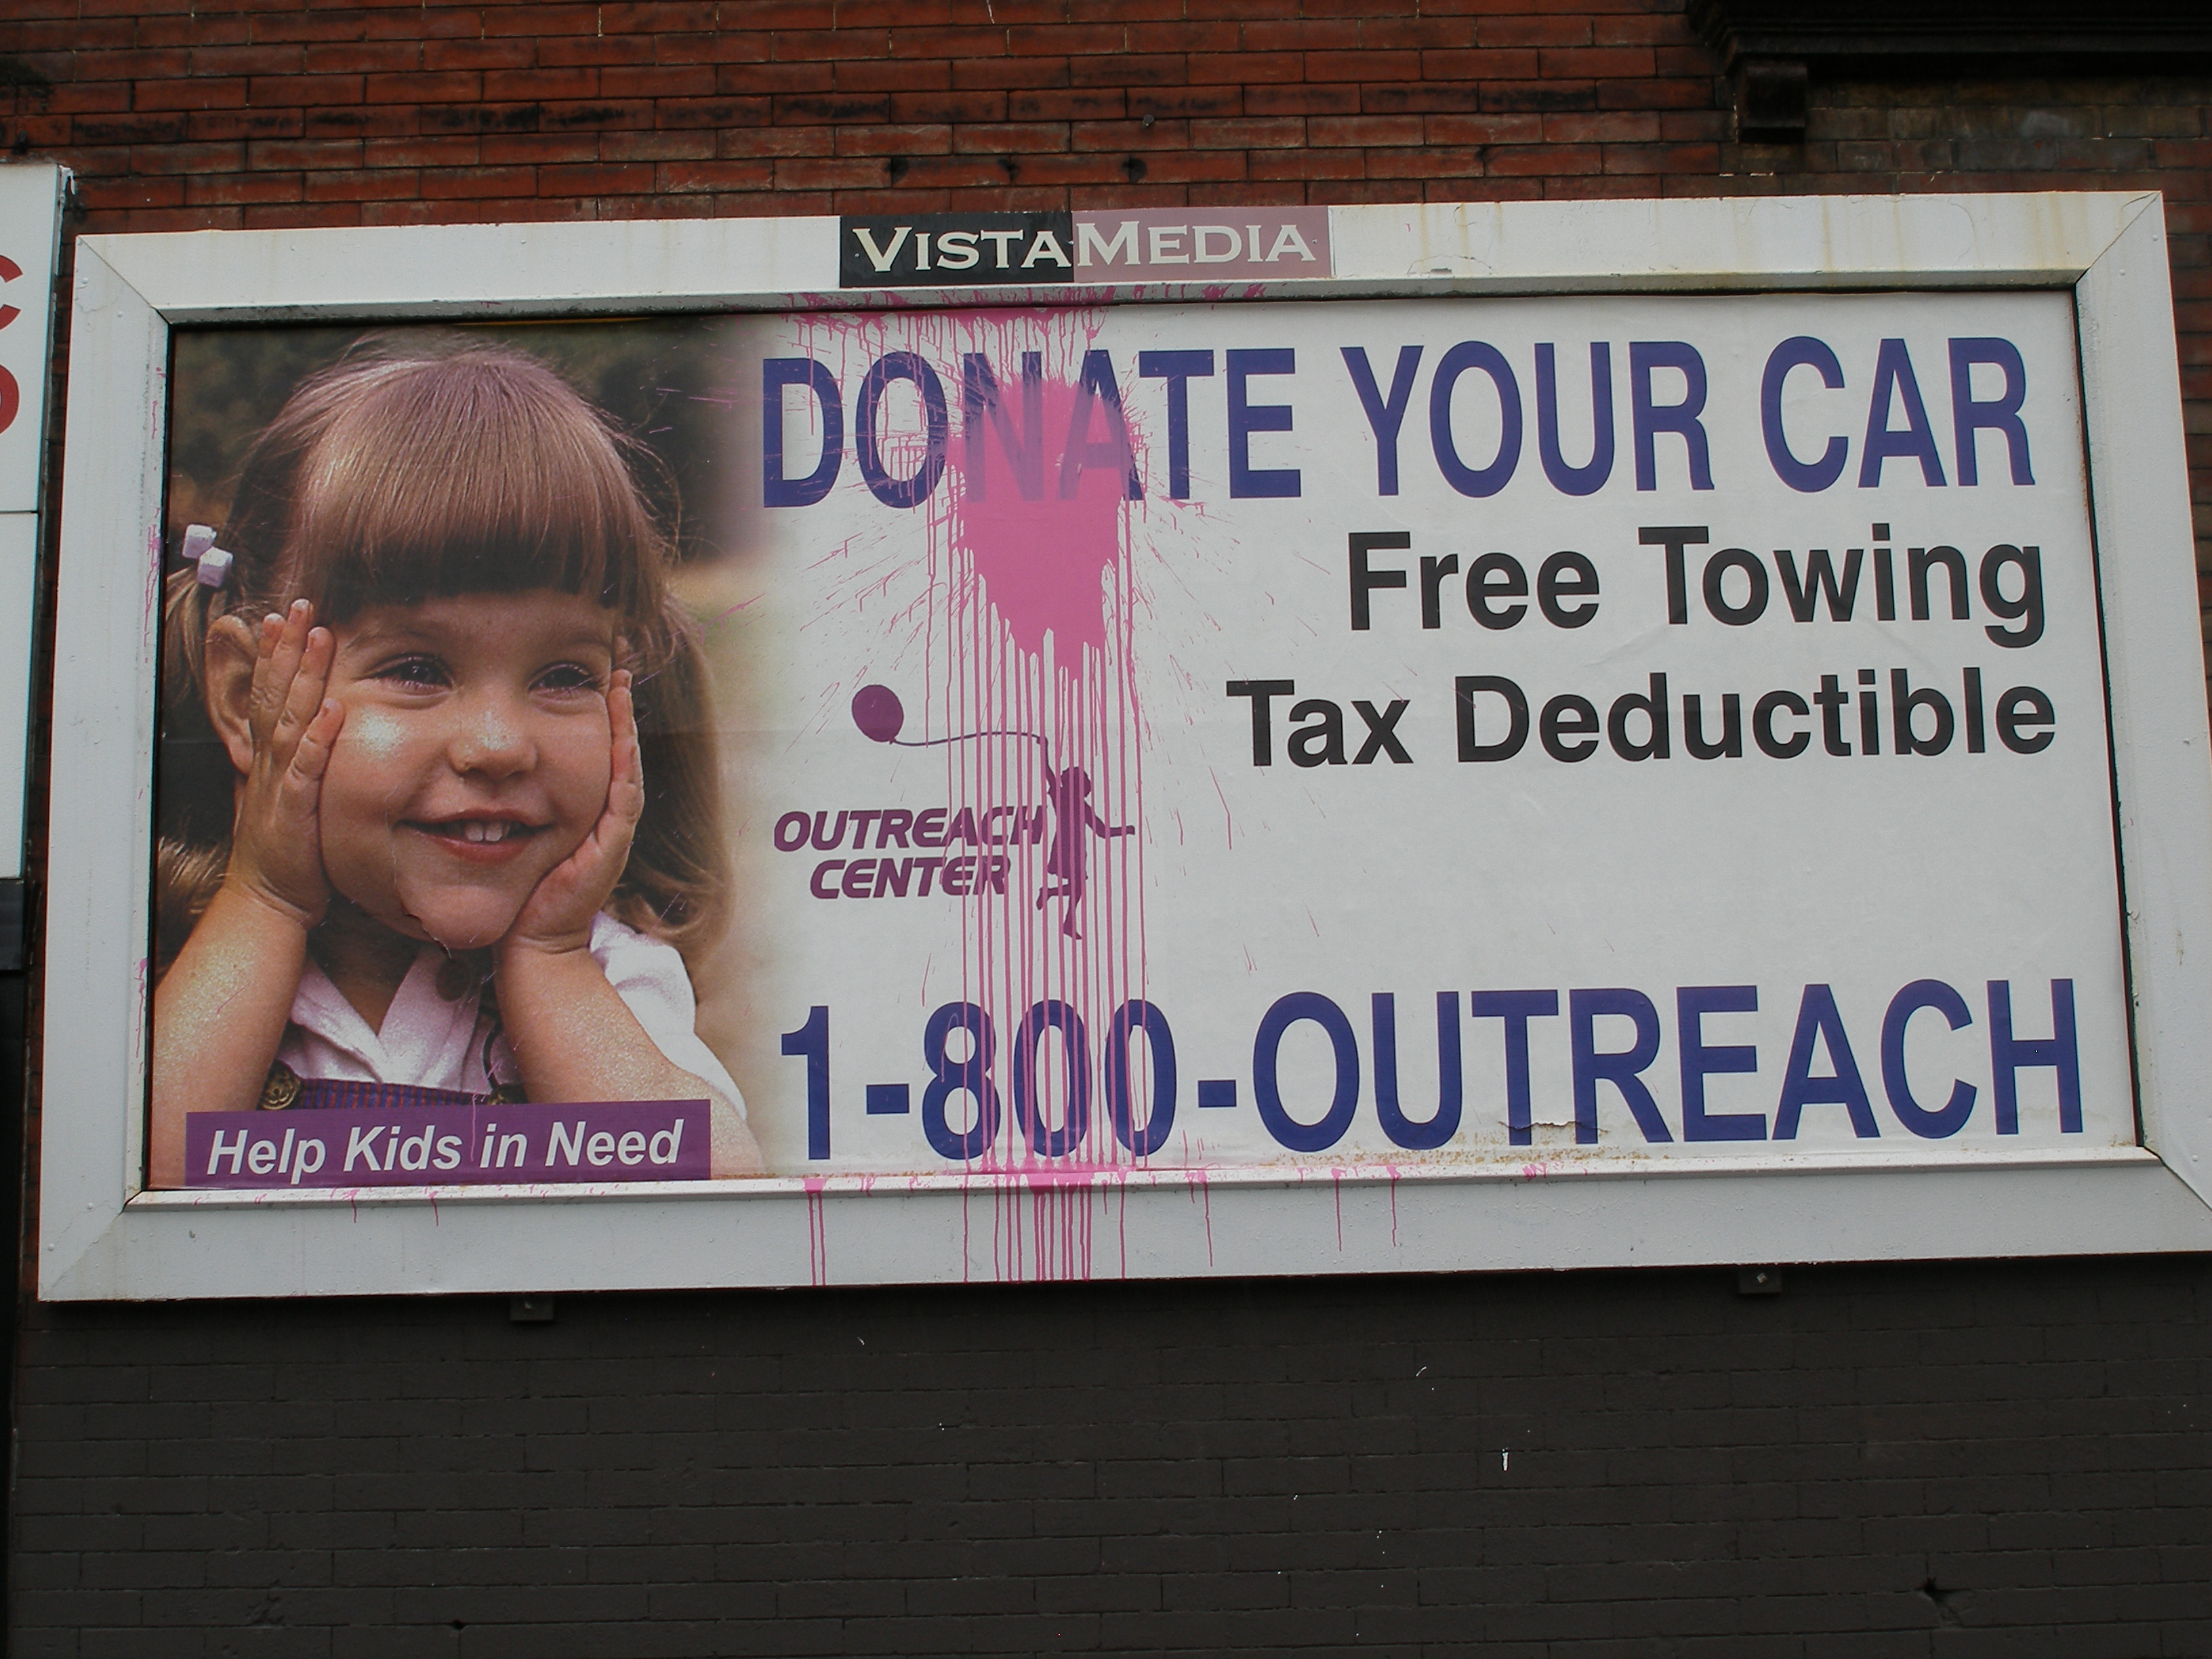 VISTAMEDIA
DONATE YOUR CAR
Free Towing
Tax Deductible
OUTREACH
CENTER
1-800-OUTREACH
Help Kids in Need